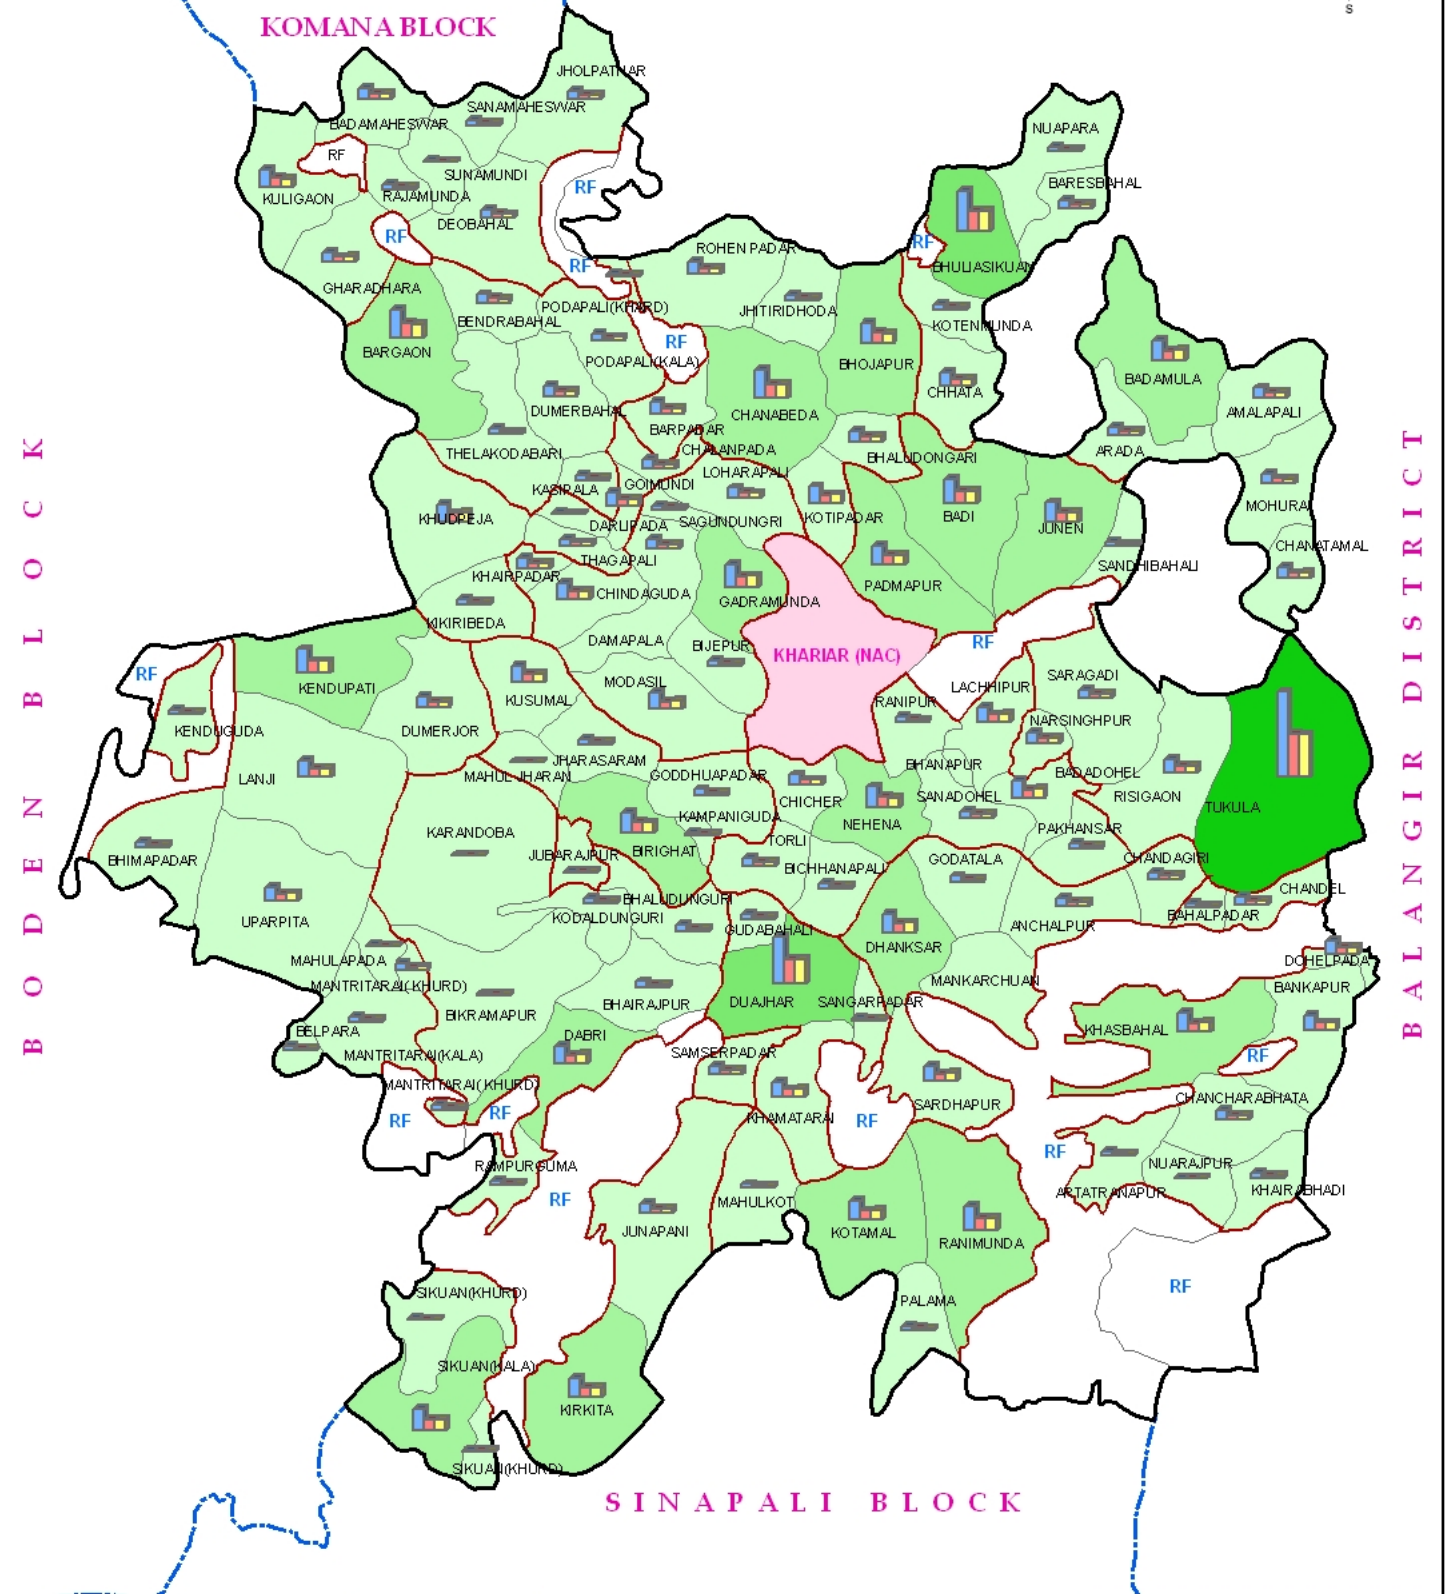 S
KOMANA BLOCK
JHOLPATHAR
SANAMAHESWAR
BADAMAHESWAR
NUAPARA
RF
SUNAMUNDI
BARESBAHAL
RF
KULIGAON
RAJAMUNDA
DEOBAHAL
RF
RF
ROHEN PADAR
RF
BHULIASIKUAN
GHARADHARA
PODAPALI(KHURD)
JHITIRIDHODA
BENDRABAHAL
KOTENMUNDA
RF
BARGAON
PODAPALI(KALA)
BHOJAPUR
BADAMULA
CHHATA
DUMERBAHAL
CHANABEDA
AMALAPALI
BARPADAR
CHALANPADA
ARADA
THELAKODABARI
BHALUDONGARI
LOHARAPALI
GOIMUNDI
KASIPALA
MOHURA
KHUDPEJA
DARLIPADA
SAGUNDUNGRI
KOTIPADAR
BADI
JUNEN
CHANATAMAL
THAGAPALI
SANDHIBAHALI
KHAIRPADAR
PADMAPUR
CHINDAGUDA
GADRAMUNDA
KIKIRIBEDA
DAMAPALA
BIJEPUR
RF
KHARIAR (NAC)
RF
SARAGADI
KENDUPATI
MODASIL
LACHHIPUR
KUSUMAL
RANIPUR
KENDUGUDA
DUMERJOR
NARSINGHPUR
JHARASARAM
BHANAPUR
LANJI
MAHULJHARAN
GODDHUAPADAR
BADADOHEL
CHICHER
SANADOHEL
RISIGAON
TUKULA
KAMPANIGUDA
NEHENA
KARANDOBA
PAKHANSAR
TORLI
JUBARAJPUR
BIRIGHAT
BHIMAPADAR
GODATALA
CHANDAGIRI
BICHHANAPALI
CHANDEL
BHALUDUNGURI
KODALDUNGURI
BAHALPADAR
UPARPITA
GUDABAHALI
ANCHALPUR
DHANKSAR
MAHULAPADA
DOHELPADA
MANTRITARAI(KHURD)
MANKARCHUAN
BANKAPUR
BHAIRAJPUR
DUAJHAR
SANGARPADAR
BIKRAMAPUR
BELPARA
DABRI
KHASBAHAL
MANTRITARAI(KALA)
SAMSERPADAR
RF
MANTRITARAI(KHURD)
CHANCHARABHATA
SARDHAPUR
RF
RF
KHAMATARAI
RF
RF
RAMPURGUMA
NUARAJPUR
ARTATRANAPUR
KHAIRABHADI
RF
MAHULKOT
JUNAPANI
KOTAMAL
RANIMUNDA
SIKUAN(KHURD)
RF
PALAMA
SIKUAN(KALA)
KIRKITA
SIKUAN(KHURD)
SINAPALI BLOCK
BODEN BLOCK
BALANGIR DISTRICT